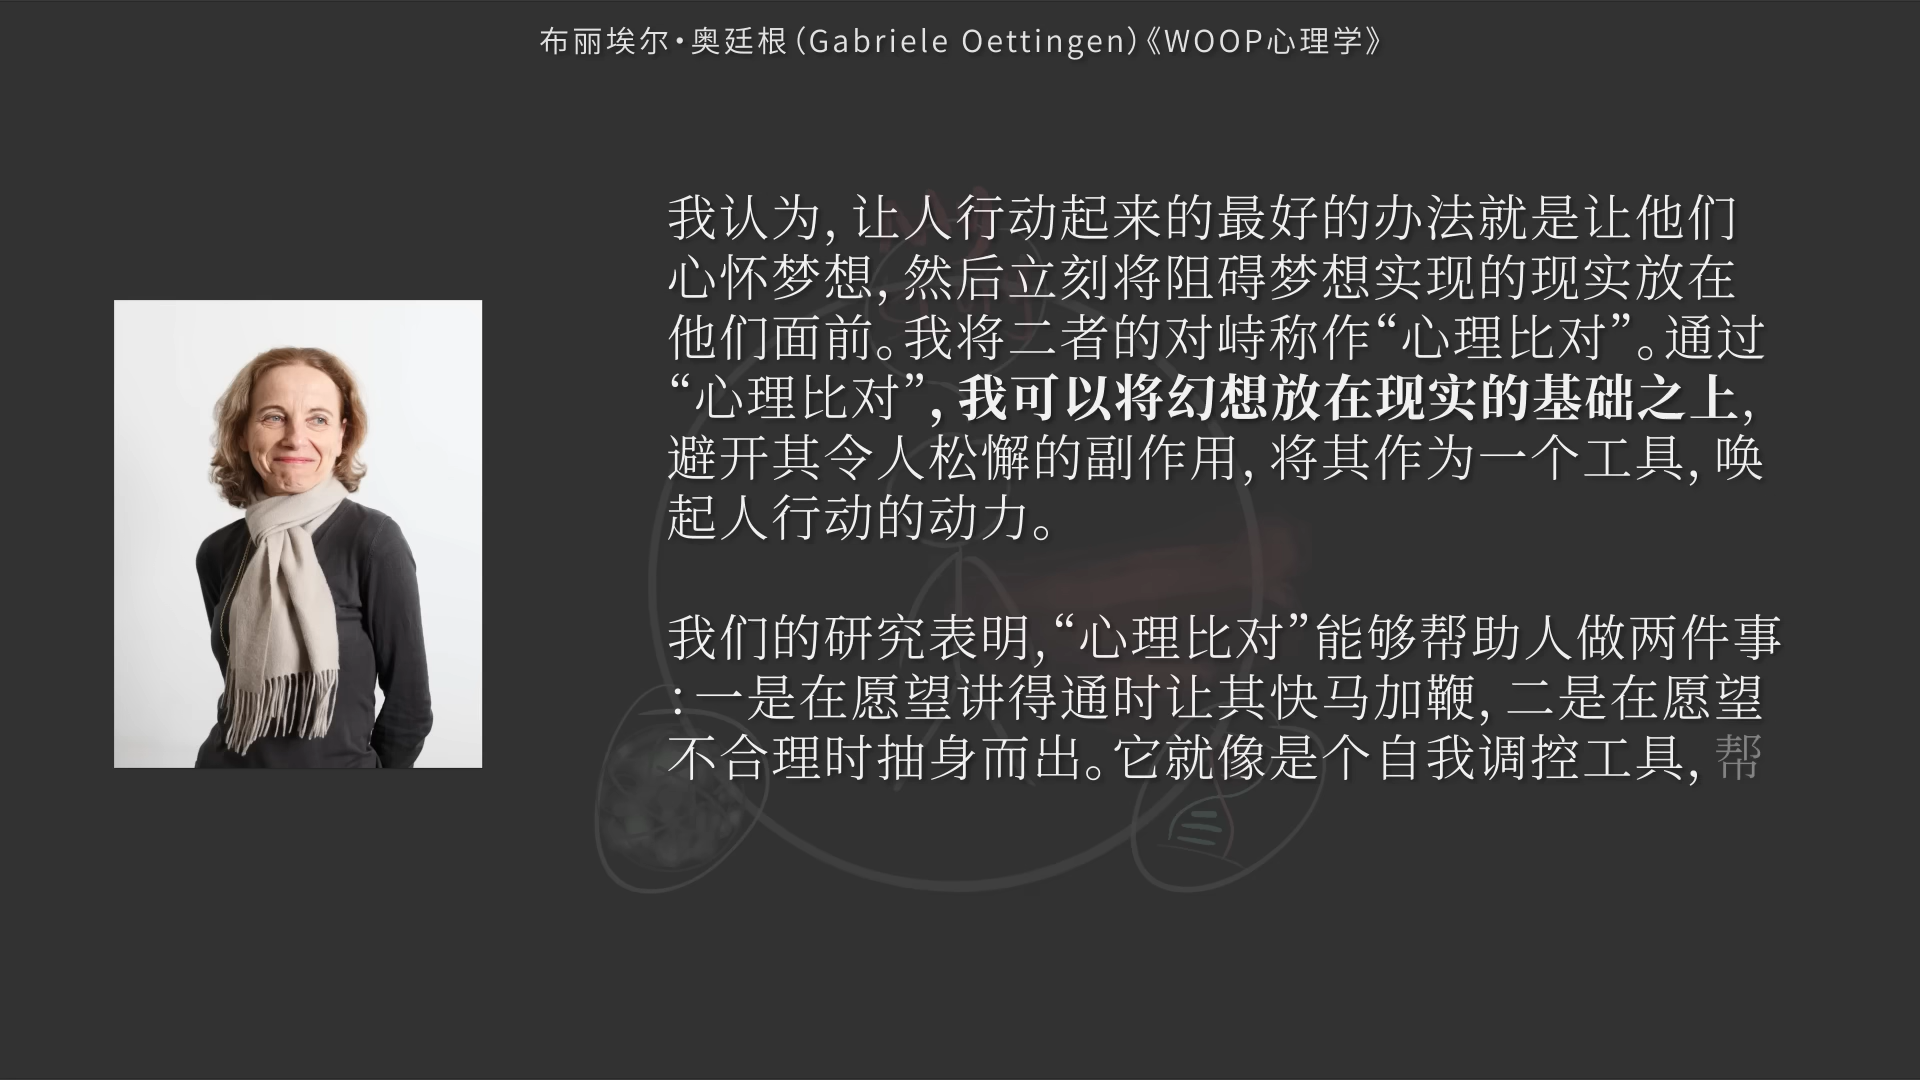 布丽埃尔•奥廷根（Gabriele Oettingen）《WOOP心理学》
我认为，让人行动起来的最好的办法就是让他们
心怀梦想，然后立刻将阻碍梦想实现的现实放在
他们面前。我将二者的对峙称作“心理比对”。通过
“心理比对”，我可以将幻想放在现实的基础之上，
避开其令人松懈的副作用，将其作为一个工具，唤
起人行动的动力。
我们的研究表明，“心理比对”能够帮助人做两件事
：一是在愿望讲得通时让其快马加鞭，二是在愿望
不合理时抽身而出。它就像是个自我调控工具，帮